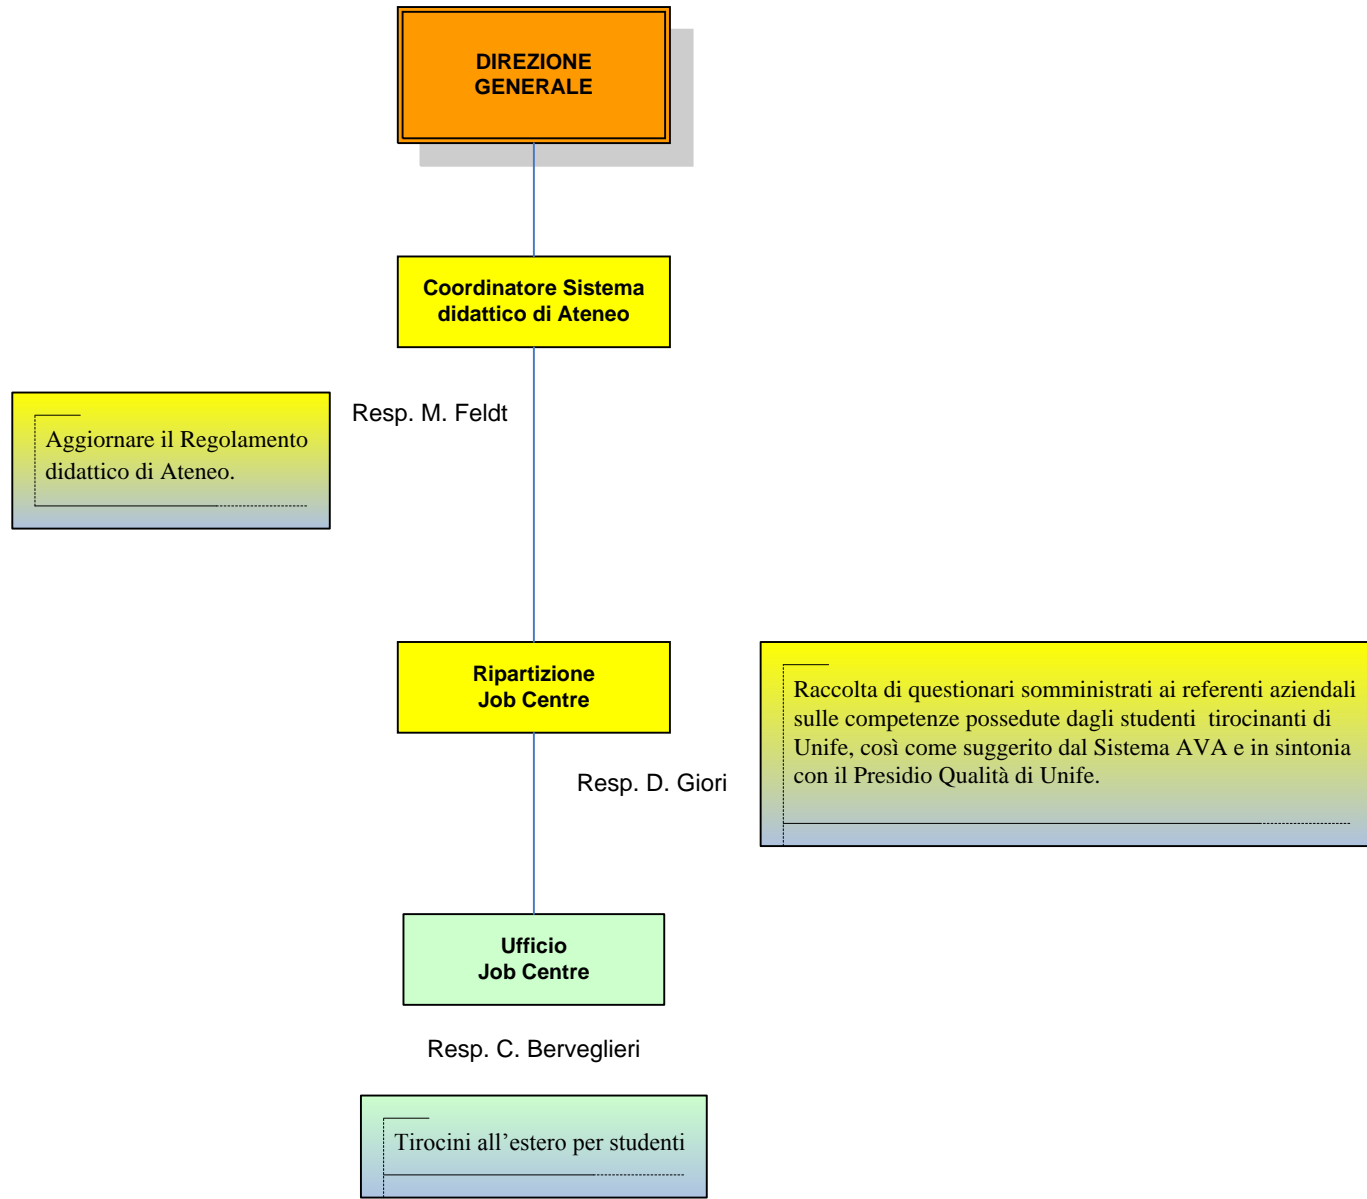 DIREZIONE
GENERALE
Coordinatore Sistema
didattico di Ateneo
Resp. M. Feldt
Aggiornare il Regolamento
didattico di Ateneo.
Ripartizione
Job Centre
Resp. D. Giori
Raccolta di questionari somministrati ai referenti aziendali
sulle competenze possedute dagli studenti  tirocinanti di
Unife, così come suggerito dal Sistema AVA e in sintonia
con il Presidio Qualità di Unife.
Ufficio
Job Centre
Resp. C. Berveglieri
Tirocini all'estero per studenti